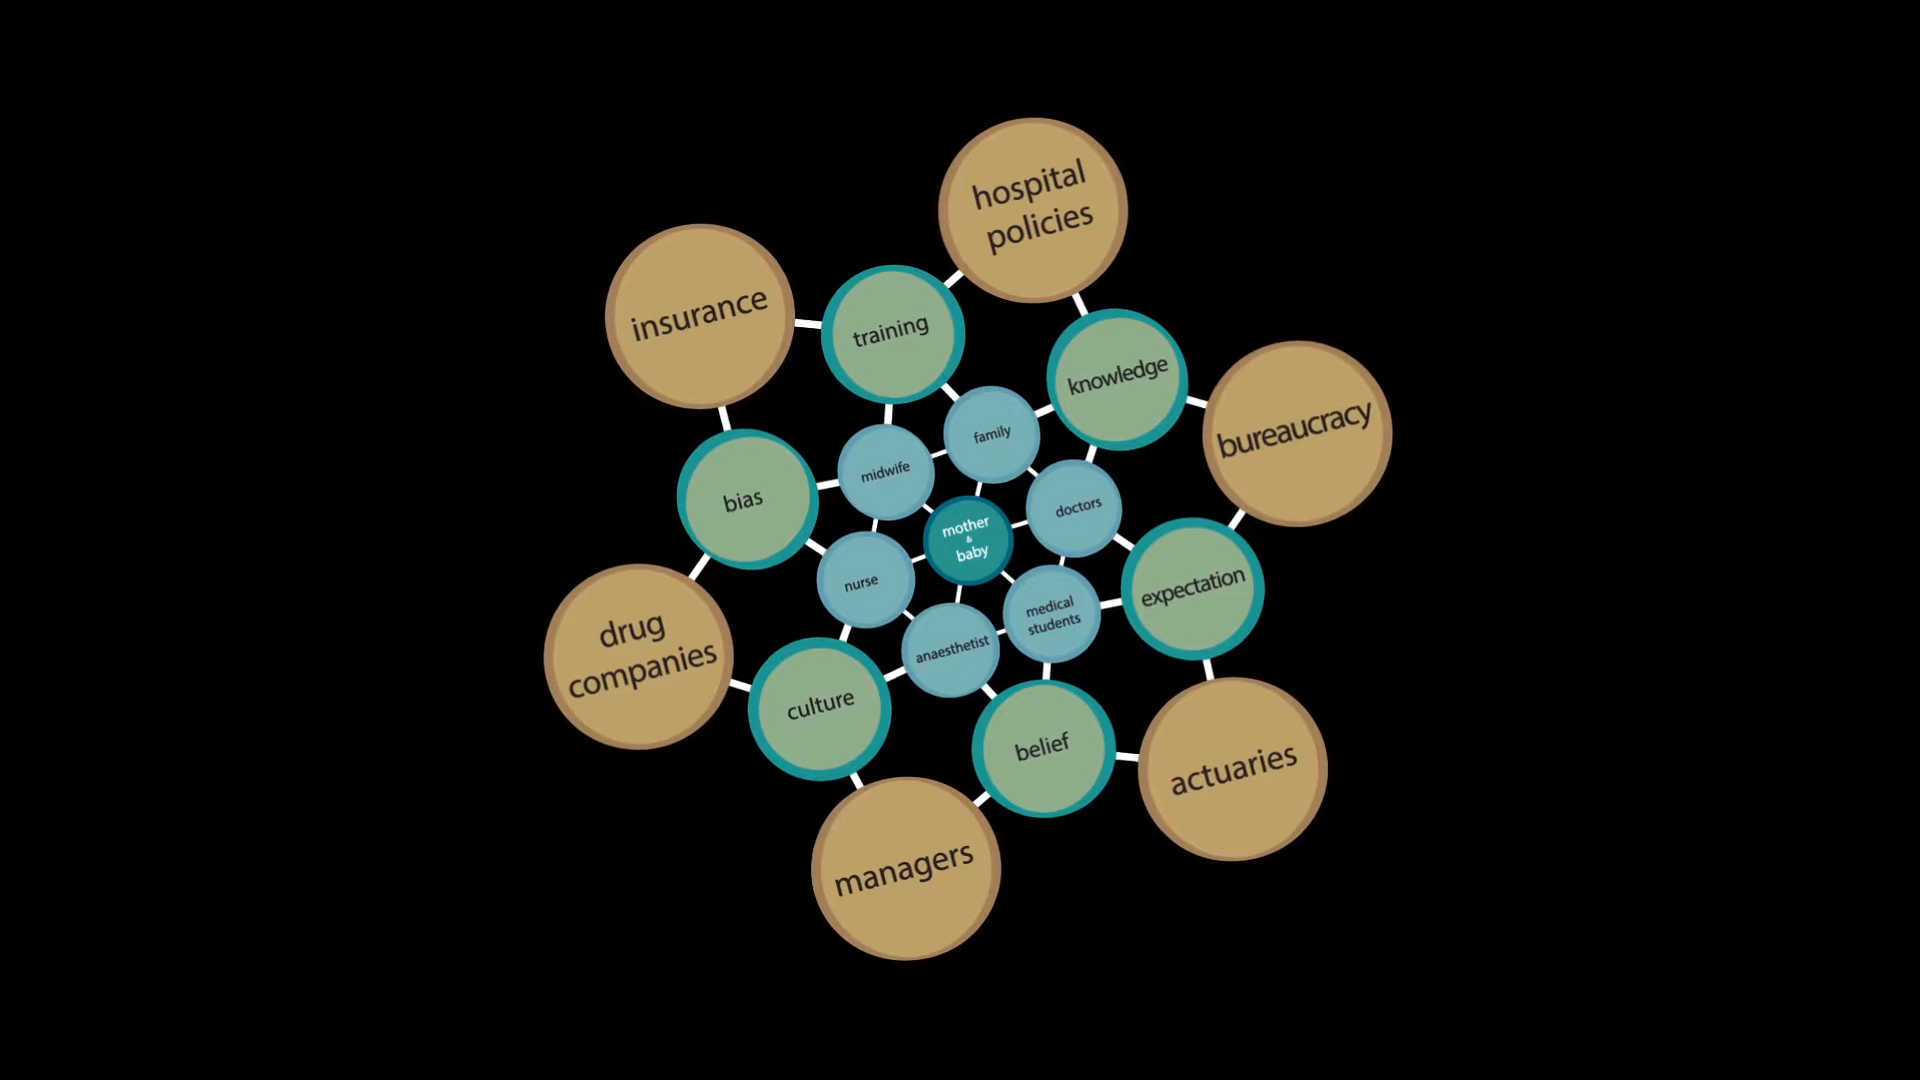 hospital
policies
insurance
training
knowledge
bureaucracy
family
midwife
bias
doctors
mother
&
baby
nurse
expectation
medical
students
anaesthetist
drug
companies
culture
belief
actuaries
managers